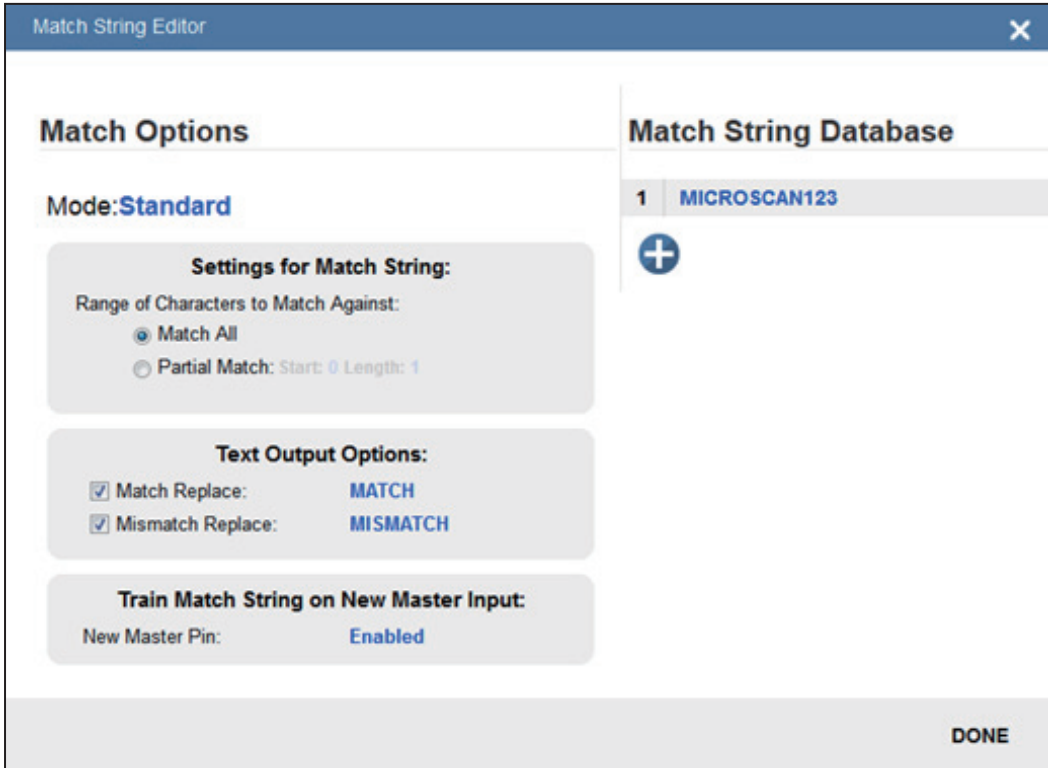 Match String Editor
Match Options
Mode:Standard
Settings for Match String:
Range of Characters to Match Against:
Match All
Partial Match: Start: 0 Length: 1
Text Output Options:
Match Replace: MATCH
Mismatch Replace: MISMATCH
Train Match String on New Master Input:
New Master Pin: Enabled
Match String Database
1 MICROSCAN123
DONE